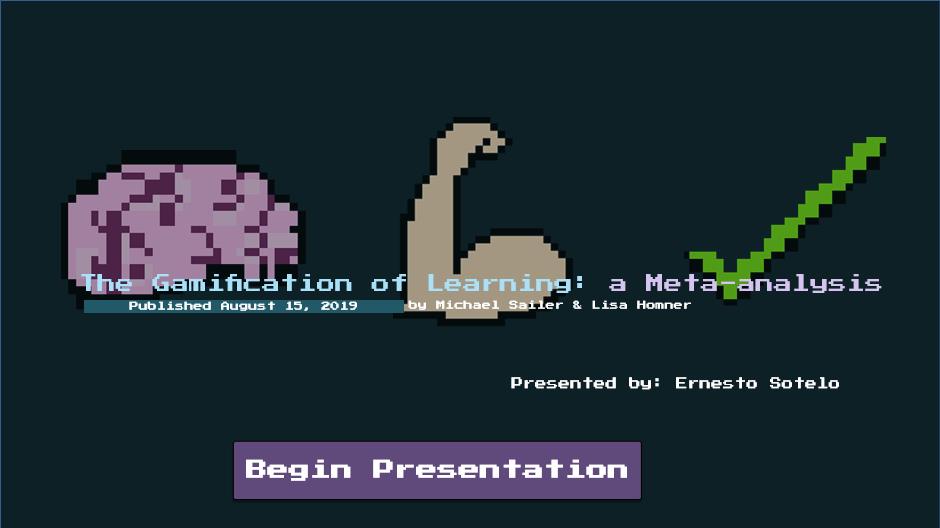 The Gamification of Learning: a Meta-analysis
Published August 15, 2019 by Michael Sailer & Lisa Homner
Presented by: Ernesto Sotelo
Begin Presentation